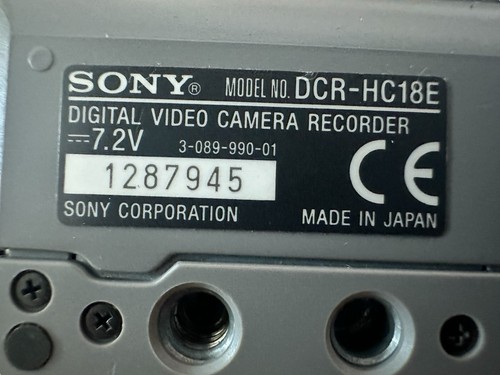 SONY® MODEL NO. DCR-HC18E
DIGITAL VIDEO CAMERA RECORDER
⎓7.2V 3-089-990-01
1287945
CE
SONY CORPORATION MADE IN JAPAN